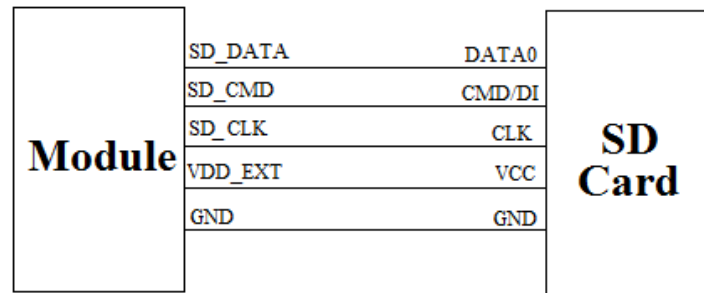 SD_DATA DATA0
SD_CMD CMD/DI
SD_CLK CLK
Module
SD
Card
VDD_EXT VCC
GND GND